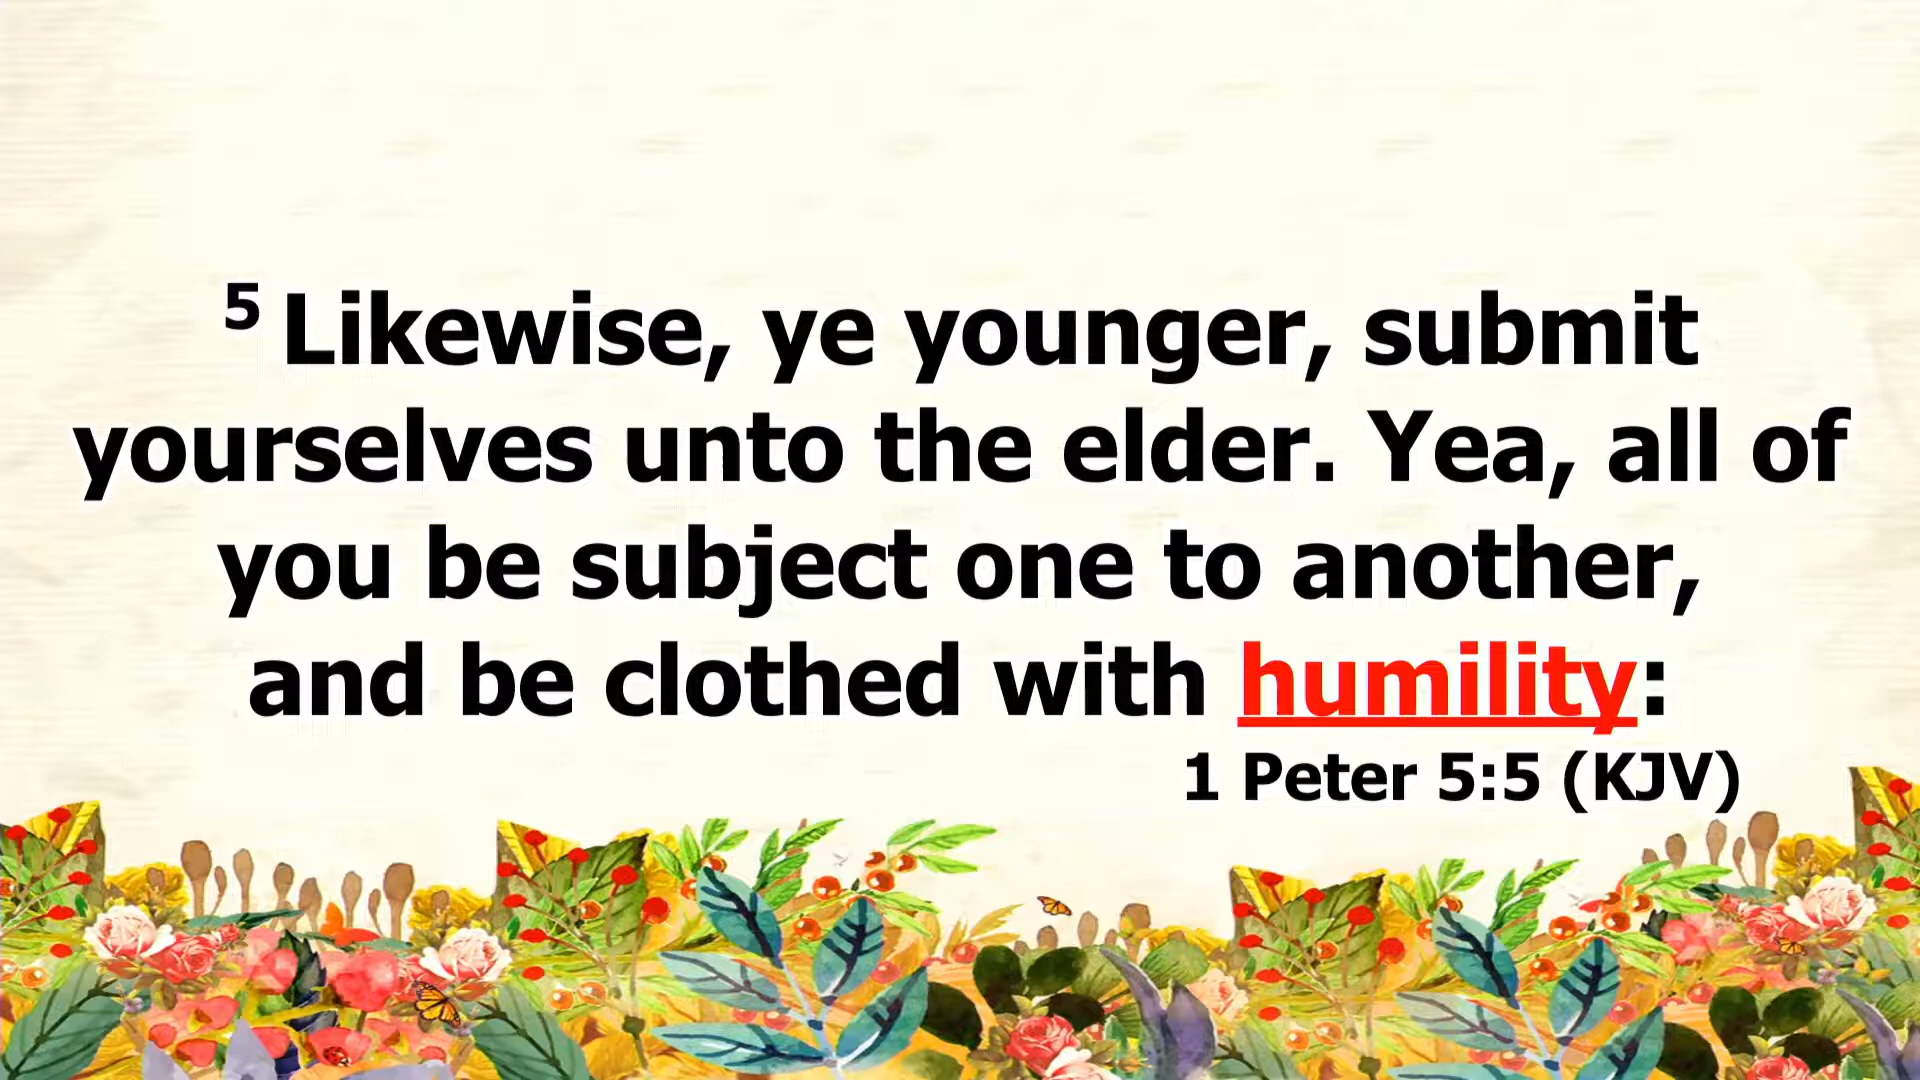 5 Likewise, ye younger, submit
yourselves unto the elder. Yea, all of
you be subject one to another,
and be clothed with humility:
1 Peter 5:5 (KJV)